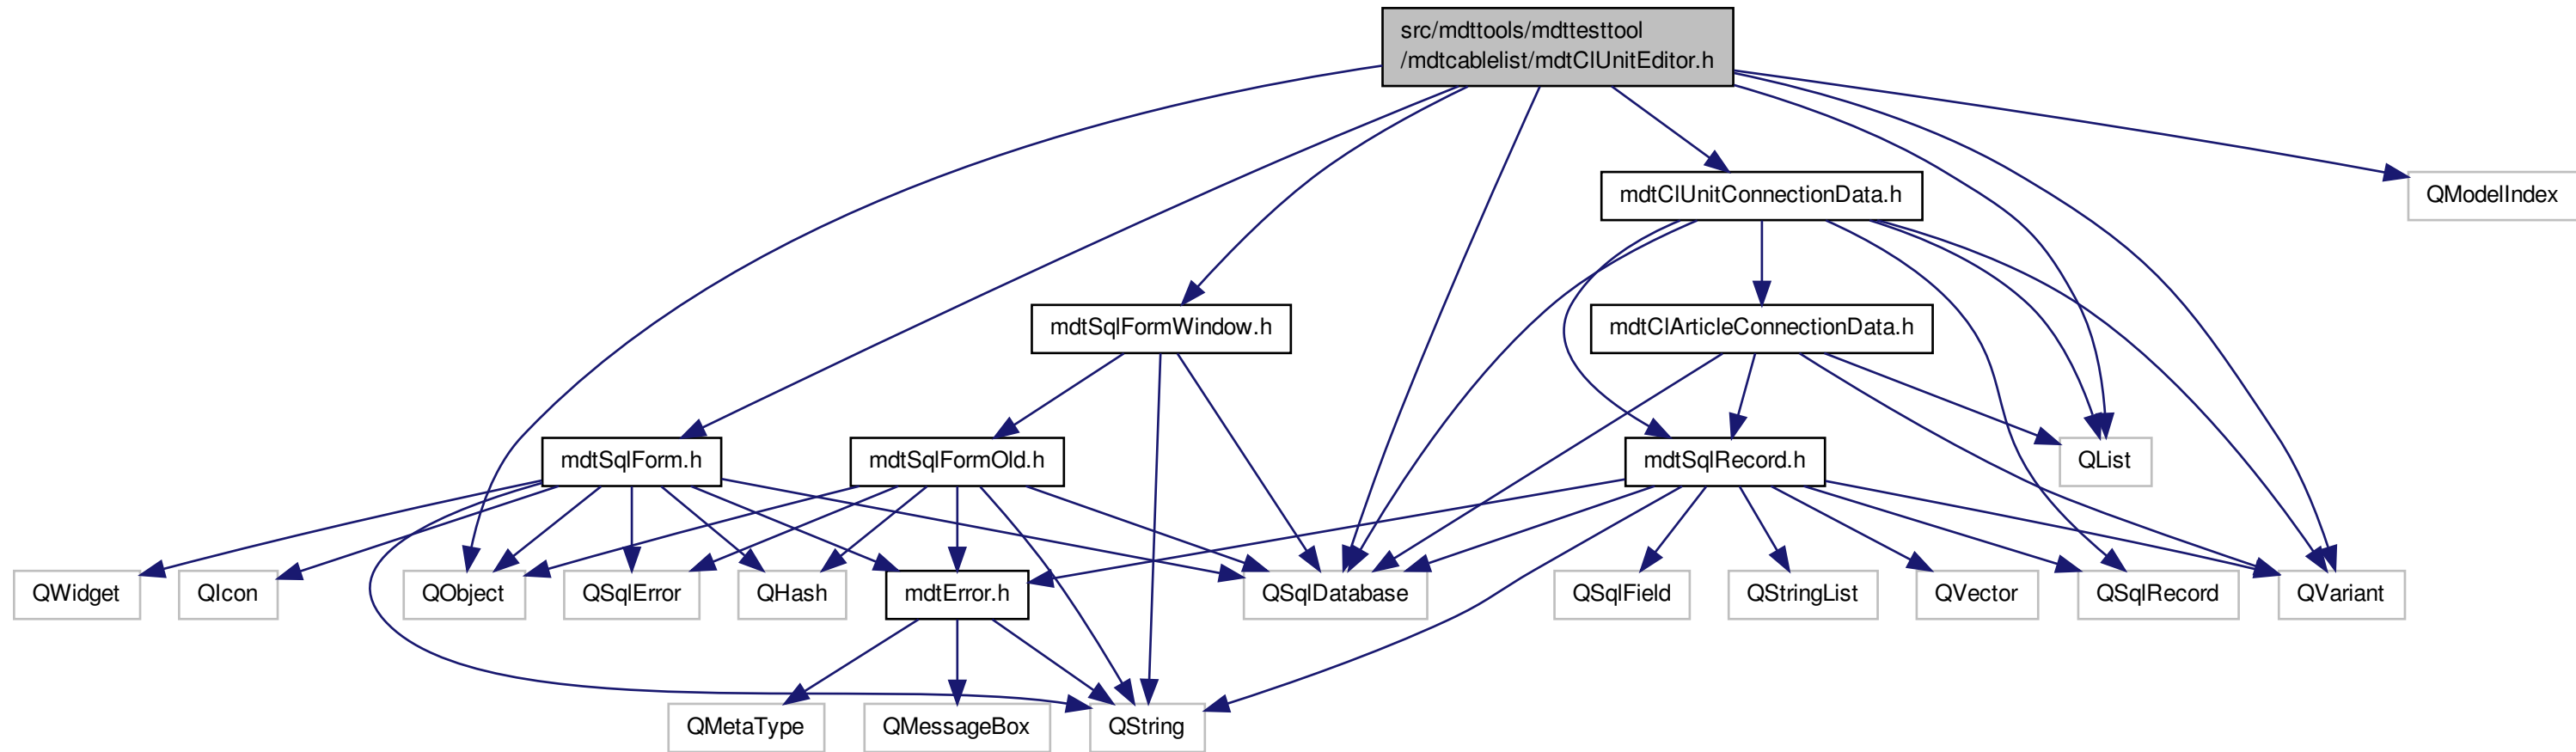 src/mdttools/mdttesttool
/mdtcablelist/mdtClUnitEditor.h
mdtClUnitConnectionData.h
QModelIndex
mdtSqlFormWindow.h
mdtClArticleConnectionData.h
mdtSqlForm.h
mdtSqlFormOld.h
mdtSqlRecord.h
QList
QWidget
QIcon
QObject
QSqlError
QHash
mdtError.h
QSqlDatabase
QSqlField
QStringList
QVector
QSqlRecord
QVariant
QMetaType
QMessageBox
QString